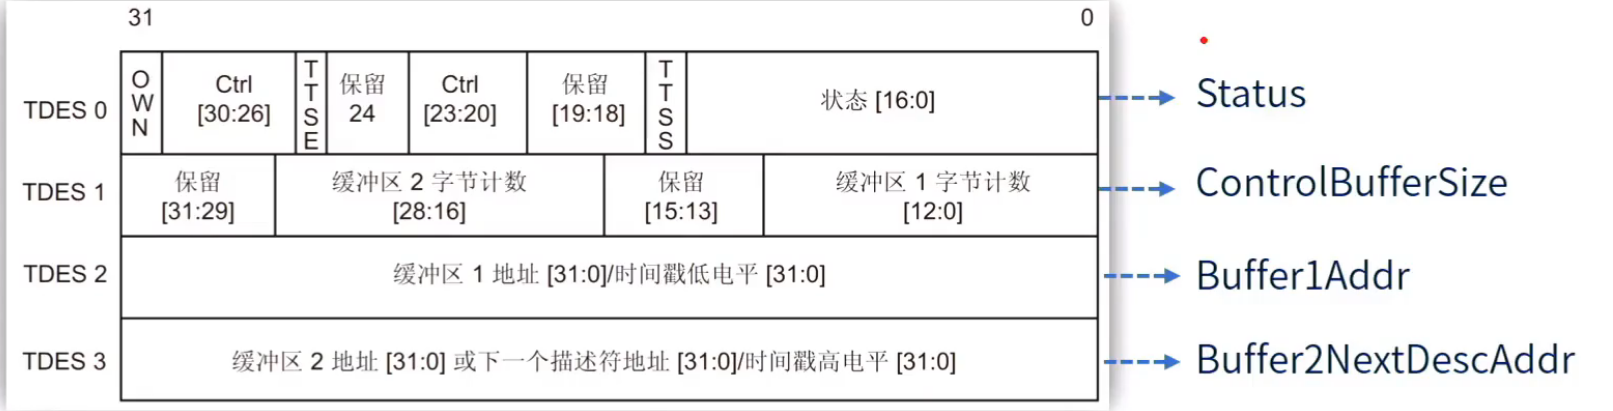 31
0
TDES 0
OWN
Ctrl
[30:26]
TTSE
保留
24
Ctrl
[23:20]
保留
[19:18]
TTSS
状态 [16:0]
Status
TDES 1
保留
[31:29]
缓冲区 2 字节计数
[28:16]
保留
[15:13]
缓冲区 1 字节计数
[12:0]
ControlBufferSize
TDES 2
缓冲区 1 地址 [31:0]/时间戳低电平 [31:0]
Buffer1Addr
TDES 3
缓冲区 2 地址 [31:0] 或下一个描述符地址 [31:0]/时间戳高电平 [31:0]
Buffer2NextDescAddr